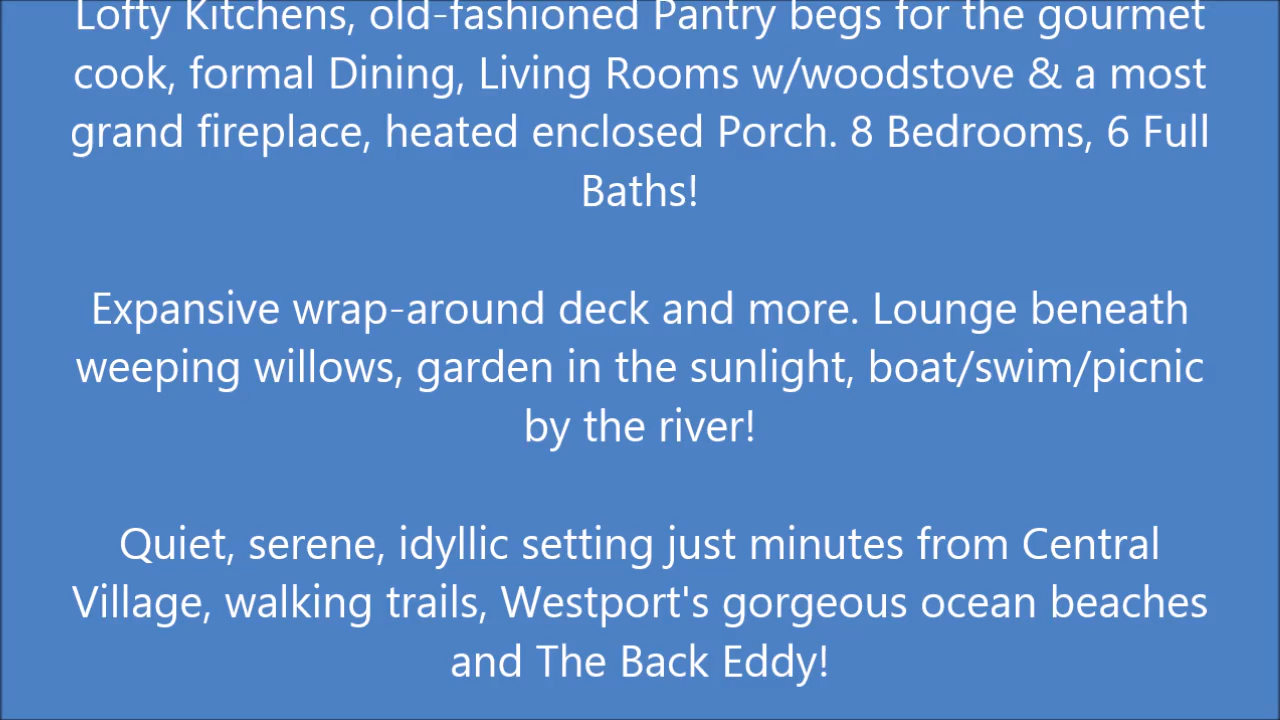 Lofty Kitchens, old-fashioned Pantry begs for the gourmet
cook, formal Dining, Living Rooms w/woodstove & a most
grand fireplace, heated enclosed Porch. 8 Bedrooms, 6 Full
Baths!
Expansive wrap-around deck and more. Lounge beneath
weeping willows, garden in the sunlight, boat/swim/picnic
by the river!
Quiet, serene, idyllic setting just minutes from Central
Village, walking trails, Westport's gorgeous ocean beaches
and The Back Eddy!